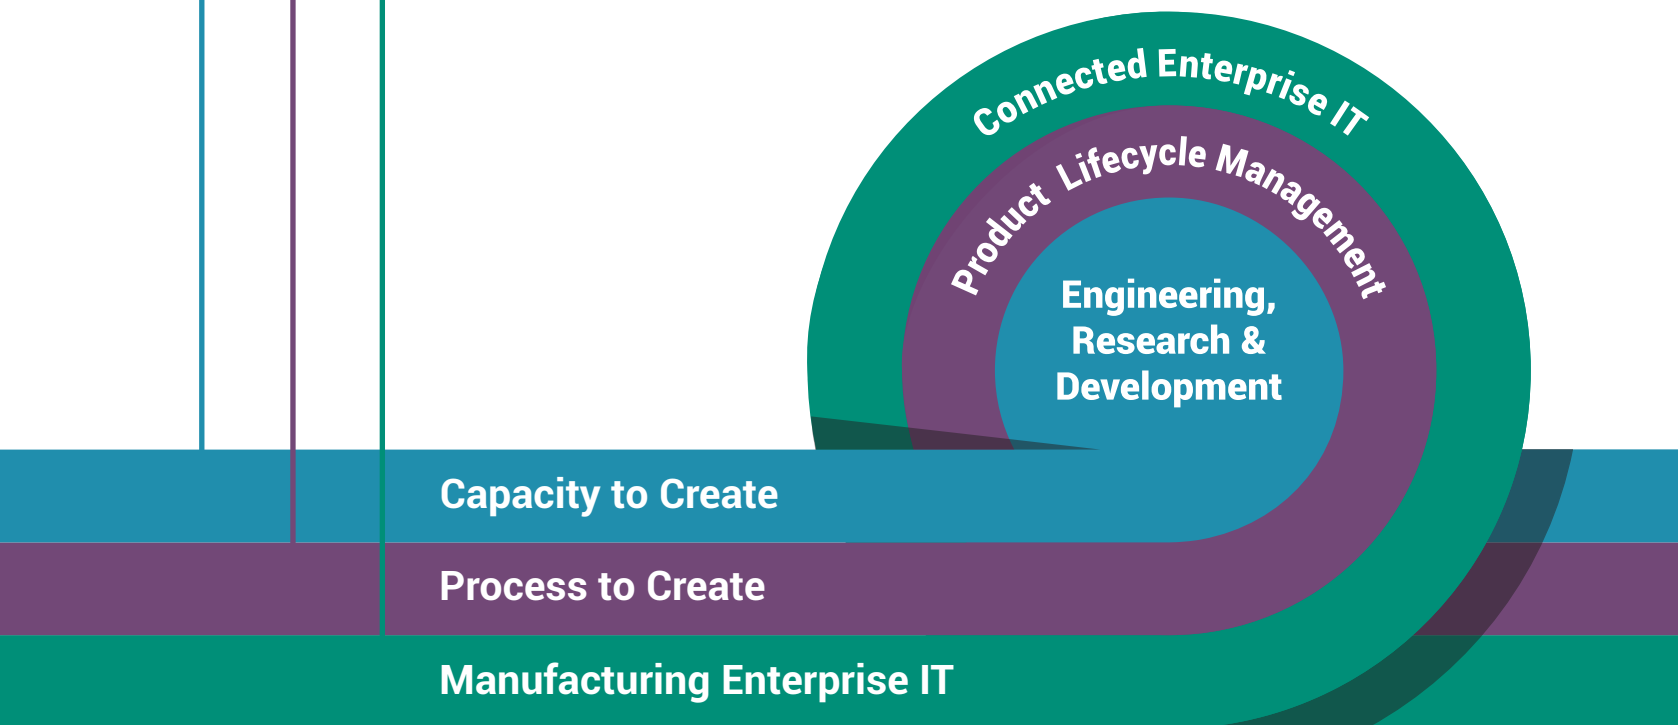 Connected Enterprise IT
Product Lifecycle Management
Engineering,
Research &
Development
Capacity to Create
Process to Create
Manufacturing Enterprise IT